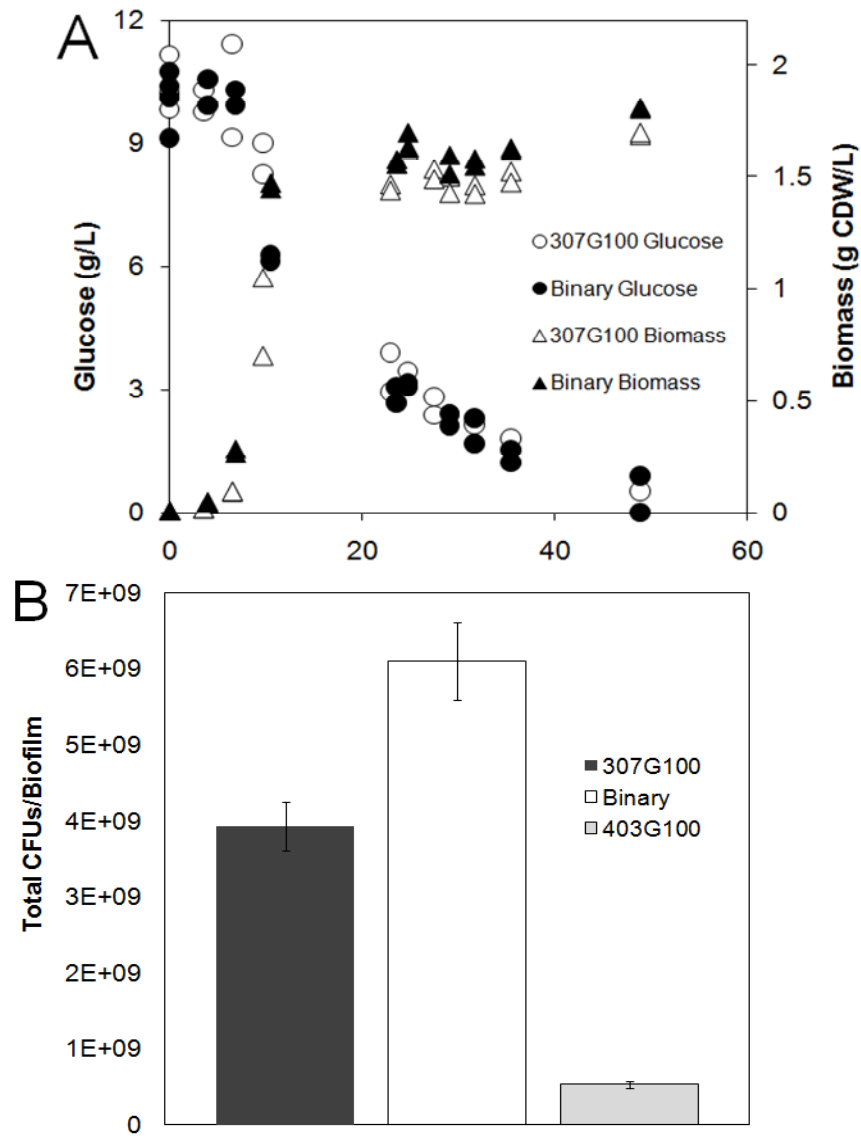 A
12
9
6
3
0
Glucose (g/L)
2
1.5
1
0.5
0
Biomass (g CDW/L)
307G100 Glucose
Binary Glucose
307G100 Biomass
Binary Biomass
0 20 40 60
B
7E+09
6E+09
5E+09
4E+09
3E+09
2E+09
1E+09
0
Total CFUs/Biofilm
307G100
Binary
403G100